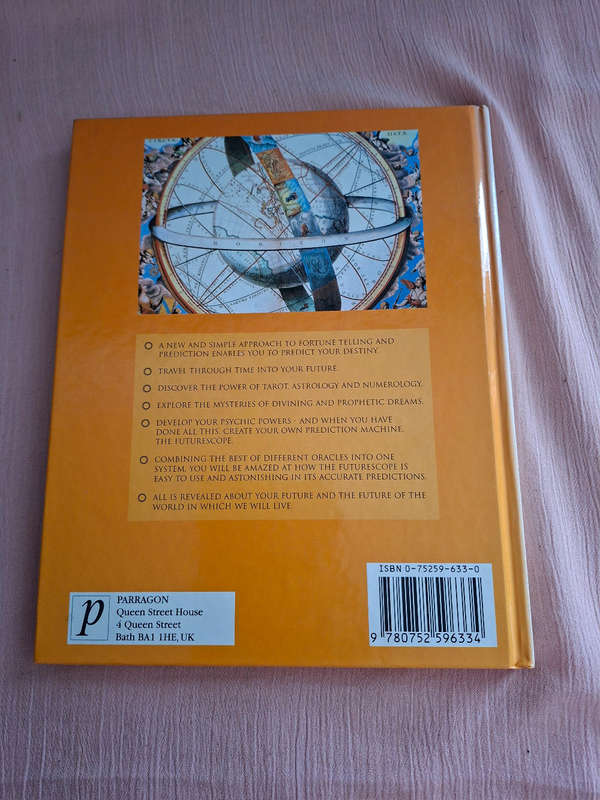 DATA
HORIZON
A NEW AND SIMPLE APPROACH TO FORTUNE TELLING AND
PREDICTION ENABLES YOU TO PREDICT YOUR DESTINY.
TRAVEL THROUGH TIME INTO YOUR FUTURE.
DISCOVER THE POWER OF TAROT, ASTROLOGY AND NUMEROLOGY.
EXPLORE THE MYSTERIES OF DIVINING AND PROPHETIC DREAMS.
DEVELOP YOUR PSYCHIC POWERS - AND WHEN YOU HAVE
DONE ALL THIS, CREATE YOUR OWN PREDICTION MACHINE,
THE FUTURESCOPE.
COMBINING THE BEST OF DIFFERENT ORACLES INTO ONE
SYSTEM, YOU WILL BE AMAZED AT HOW THE FUTURESCOPE IS
EASY TO USE AND ASTONISHING IN ITS ACCURATE PREDICTIONS.
ALL IS REVEALED ABOUT YOUR FUTURE AND THE FUTURE OF THE
WORLD IN WHICH WE WILL LIVE
ISBN 0-75259-633-0
9 780752 596334
p
PARRAGON
Queen Street House
4 Queen Street
Bath BA1 1HE, UK